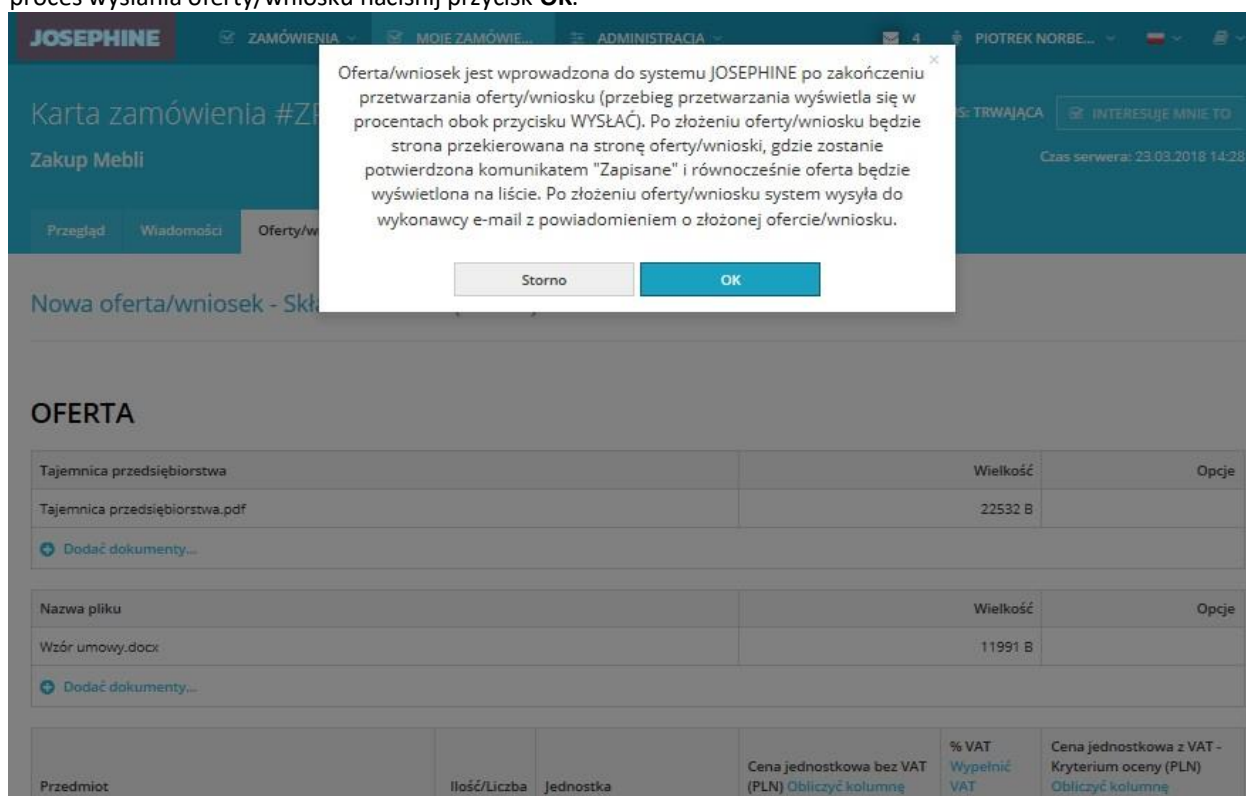 proces wysłania oferty/wniosku naciśnij przycisk OK.
JOSEPHINE ZAMÓWIENIA MOJE ZAMÓWIE... ADMINISTRACJA 4 PIOTREK NORBE...
Oferta/wniosek jest wprowadzona do systemu JOSEPHINE po zakończeniu
przetwarzania oferty/wniosku (przebieg przetwarzania wyświetla się w
procentach obok przycisku WYSŁAĆ). Po złożeniu oferty/wniosku będzie
strona przekierowana na stronę oferty/wnioski, gdzie zostanie
potwierdzona komunikatem "Zapisane" i równocześnie oferta będzie
wyświetlona na liście. Po złożeniu oferty/wniosku system wysyła do
wykonawcy e-mail z powiadomieniem o złożonej ofercie/wniosku.
Storno OK
Karta zamówienia
TRWAJĄCA INTERESUJE MNIE TO
Zakup Mebli
Czas serwera: 23.03.2018 14:28
Przegląd Wiadomości
Nowa oferta/wniosek -
OFERTA
Tajemnica przedsiębiorstwa Wielkość Opcje
Tajemnica przedsiębiorstwa.pdf 22532 B
Dodać dokumenty...
Nazwa pliku Wielkość Opcje
Wzór umowy.docx 11991 B
Dodać dokumenty...
Przedmiot Ilość/Liczba Jednostka
Cena jednostkowa bez VAT
(PLN) Obliczyć kolumnę
% VAT
Wypełnić
VAT
Cena jednostkowa z VAT -
Kryterium oceny (PLN)
Obliczyć kolumnę